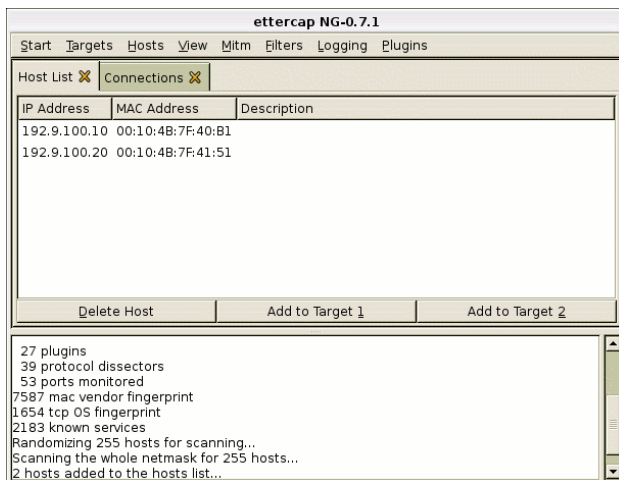 ettercap NG-0.7.1
Start Targets Hosts View Mitm Filters Logging Plugins
Host List Connections
IP Address MAC Address Description
192.9.100.10 00:10:4B:7F:40:B1
192.9.100.20 00:10:4B:7F:41:51
Delete Host Add to Target 1 Add to Target 2
27 plugins
39 protocol dissectors
53 ports monitored
7587 mac vendor fingerprint
1654 tcp OS fingerprint
2183 known services
Randomizing 255 hosts for scanning...
Scanning the whole netmask for 255 hosts...
2 hosts added to the hosts list...